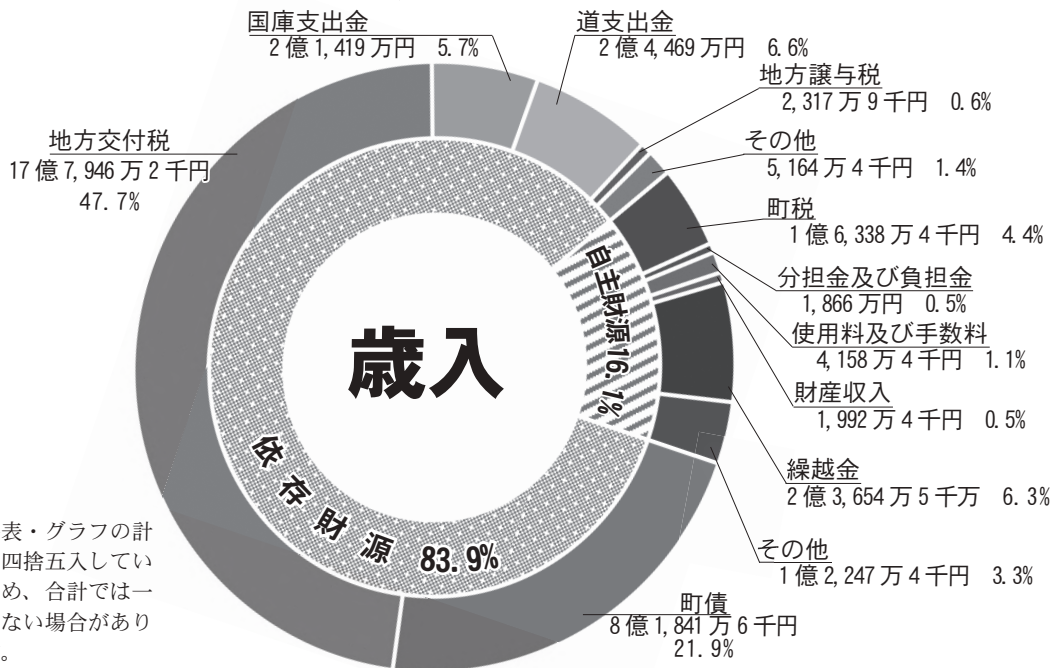 国庫支出金
2億1,419万円 5.7%
道支出金
2億4,469万円 6.6%
地方譲与税
2,317万9千円 0.6%
その他
5,164万4千円 1.4%
町税
1億6,338万4千円 4.4%
分担金及び負担金
1,866万円 0.5%
使用料及び手数料
4,158万4千円 1.1%
財産収入
1,992万4千円 0.5%
繰越金
2億3,654万5千万 6.3%
その他
1億2,247万4千円 3.3%
町債
8億1,841万6千円
21.9%
地方交付税
17億7,946万2千円
47.7%
歳入
自主財源16.1%
依存財源 83.9%
表・グラフの計
四捨五入してい
め、合計では一
ない場合があり
。